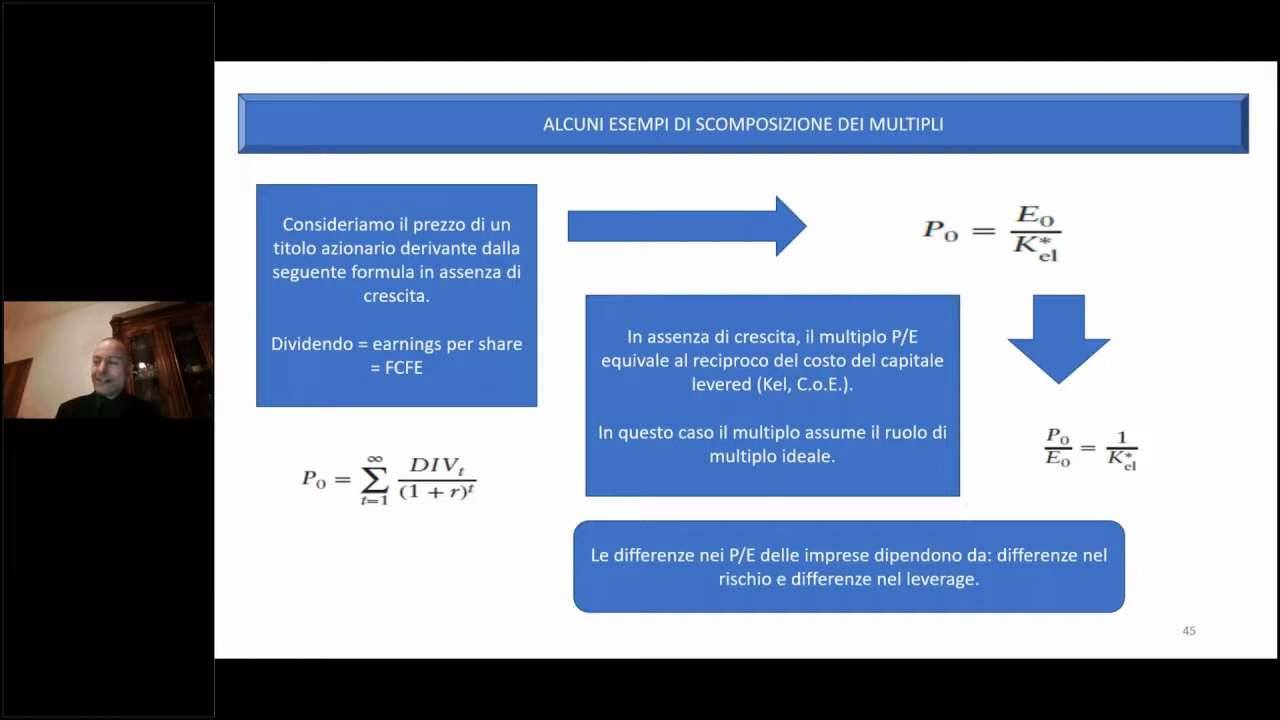 ALCUNI ESEMPI DI SCOMPOSIZIONE DEI MULTIPLI
Consideriamo il prezzo di un
titolo azionario derivante dalla
seguente formula in assenza di
crescita.
Dividendo = earnings per share
= FCFE
P₀ = ∑_{t=1}^{∞} DIV_t / (1 + r)^t
P₀ = E₀ / K*_el
In assenza di crescita, il multiplo P/E
equivale al reciproco del costo del capitale
levered (Kel, C.o.E.).
In questo caso il multiplo assume il ruolo di
multiplo ideale.
P₀ / E₀ = 1 / K*_el
Le differenze nei P/E delle imprese dipendono da: differenze nel
rischio e differenze nel leverage.
45